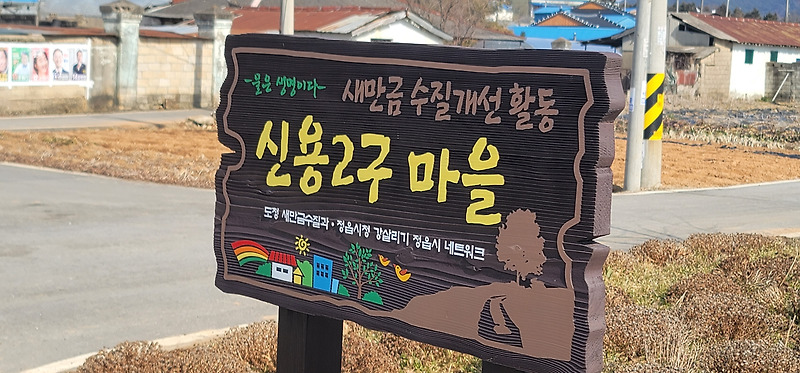 -물은 생명이다-
새만금 수질개선 활동
신용2구 마을
도청 새만금수질과·정읍시청 강살리기 정읍시 네트워크